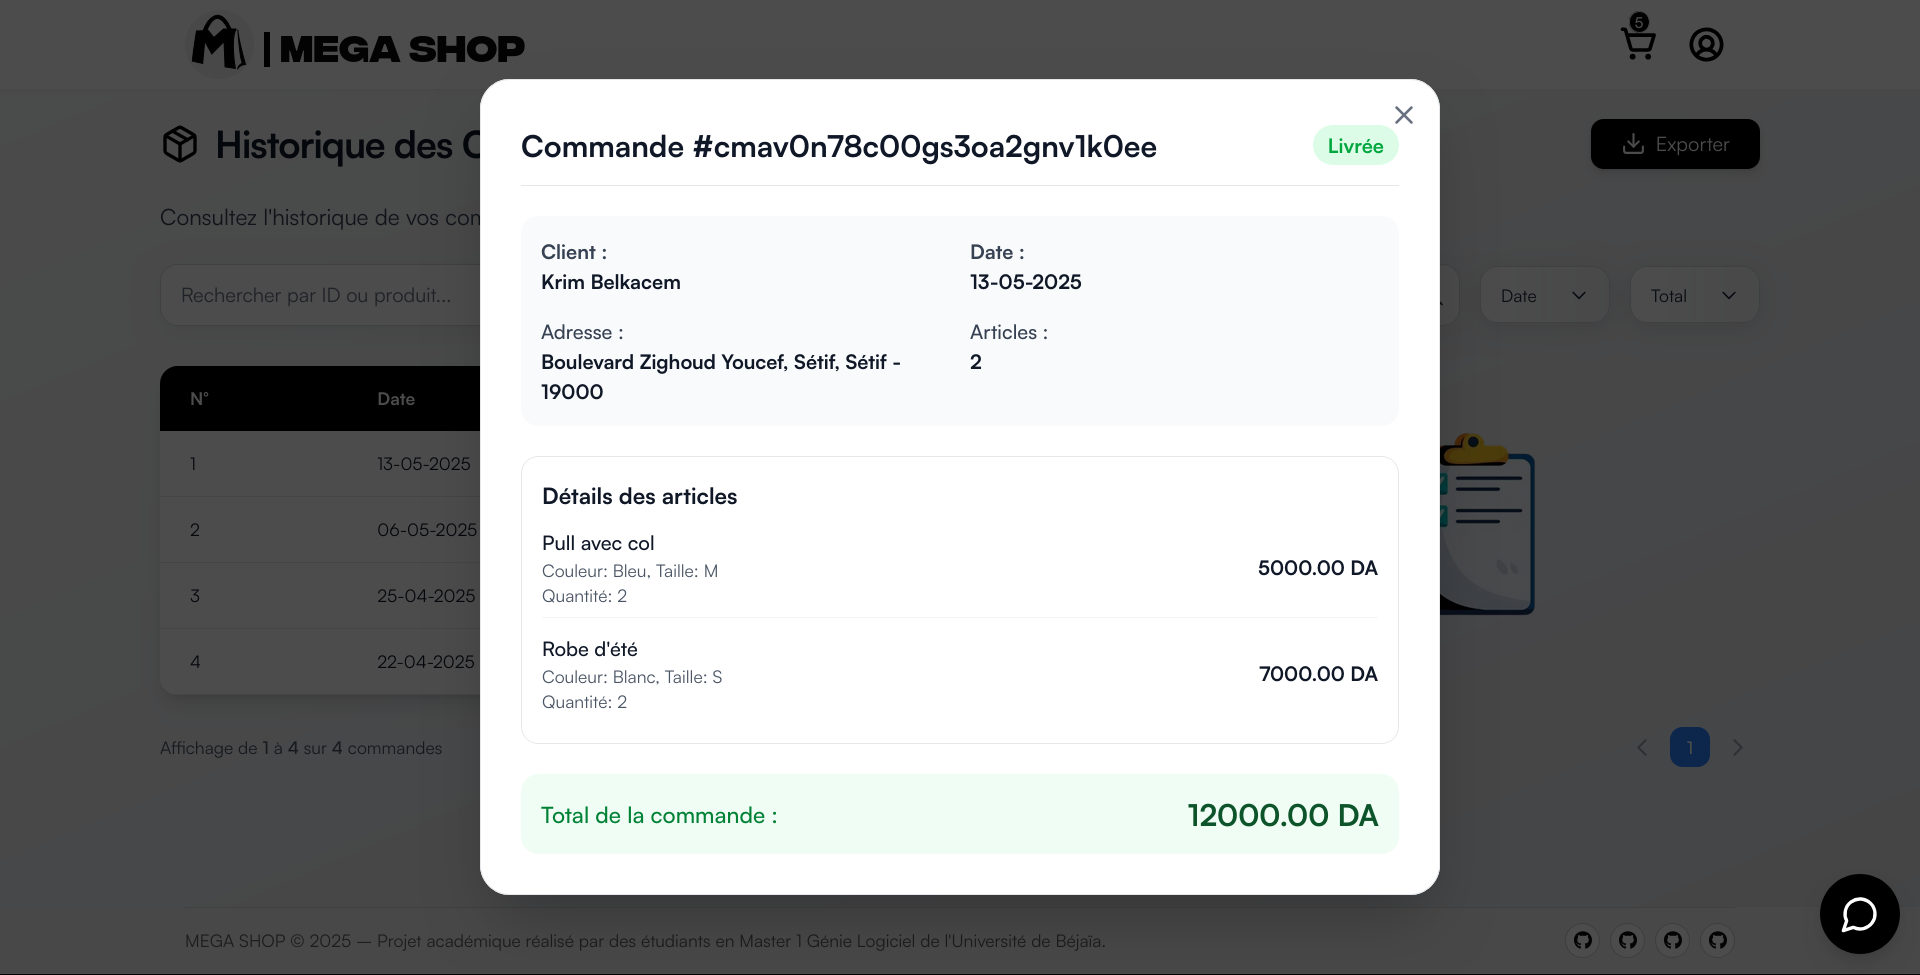 | MEGA SHOP
5
Historique des C
Exporter
Consultez l'historique de vos con
Rechercher par ID ou produit...
Date
Total
N°
Date
1
13-05-2025
2
06-05-2025
3
25-04-2025
4
22-04-2025
Affichage de 1 à 4 sur 4 commandes
1
Commande #cmav0n78c00gs3oa2gnv1k0ee
Livrée
Client :
Date :
Krim Belkacem
13-05-2025
Adresse :
Articles :
Boulevard Zighoud Youcef, Sétif, Sétif -
2
19000
Détails des articles
Pull avec col
Couleur: Bleu, Taille: M
5000.00 DA
Quantité: 2
Robe d'été
Couleur: Blanc, Taille: S
7000.00 DA
Quantité: 2
Total de la commande :
12000.00 DA
MEGA SHOP © 2025 — Projet académique réalisé par des étudiants en Master 1 Génie Logiciel de l'Université de Béjaïa.